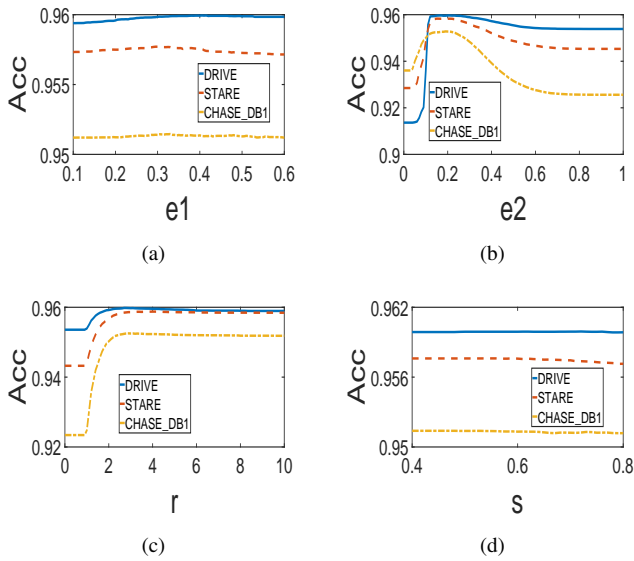 0.96
0.955
0.95
Acc
DRIVE
STARE
CHASE_DB1
0.1 0.2 0.3 0.4 0.5 0.6
e1
(a)
0.96
0.94
0.92
0.9
Acc
DRIVE
STARE
CHASE_DB1
0 0.2 0.4 0.6 0.8 1
e2
(b)
0.96
0.94
0.92
Acc
DRIVE
STARE
CHASE_DB1
0 2 4 6 8 10
r
(c)
0.962
0.956
0.95
Acc
DRIVE
STARE
CHASE_DB1
0.4 0.6 0.8
s
(d)